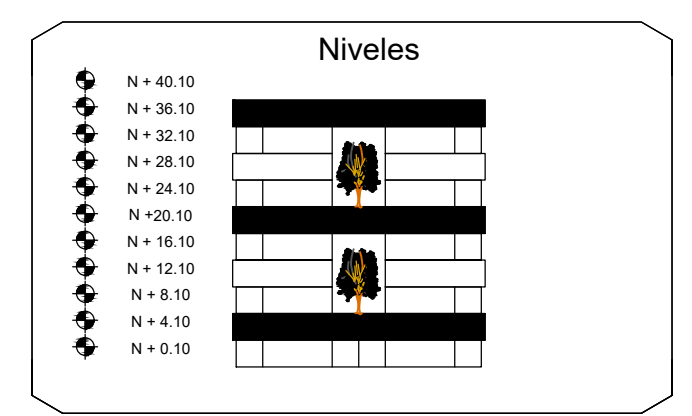 Niveles
N + 40.10
N + 36.10
N + 32.10
N + 28.10
N + 24.10
N +20.10
N + 16.10
N + 12.10
N + 8.10
N + 4.10
N + 0.10